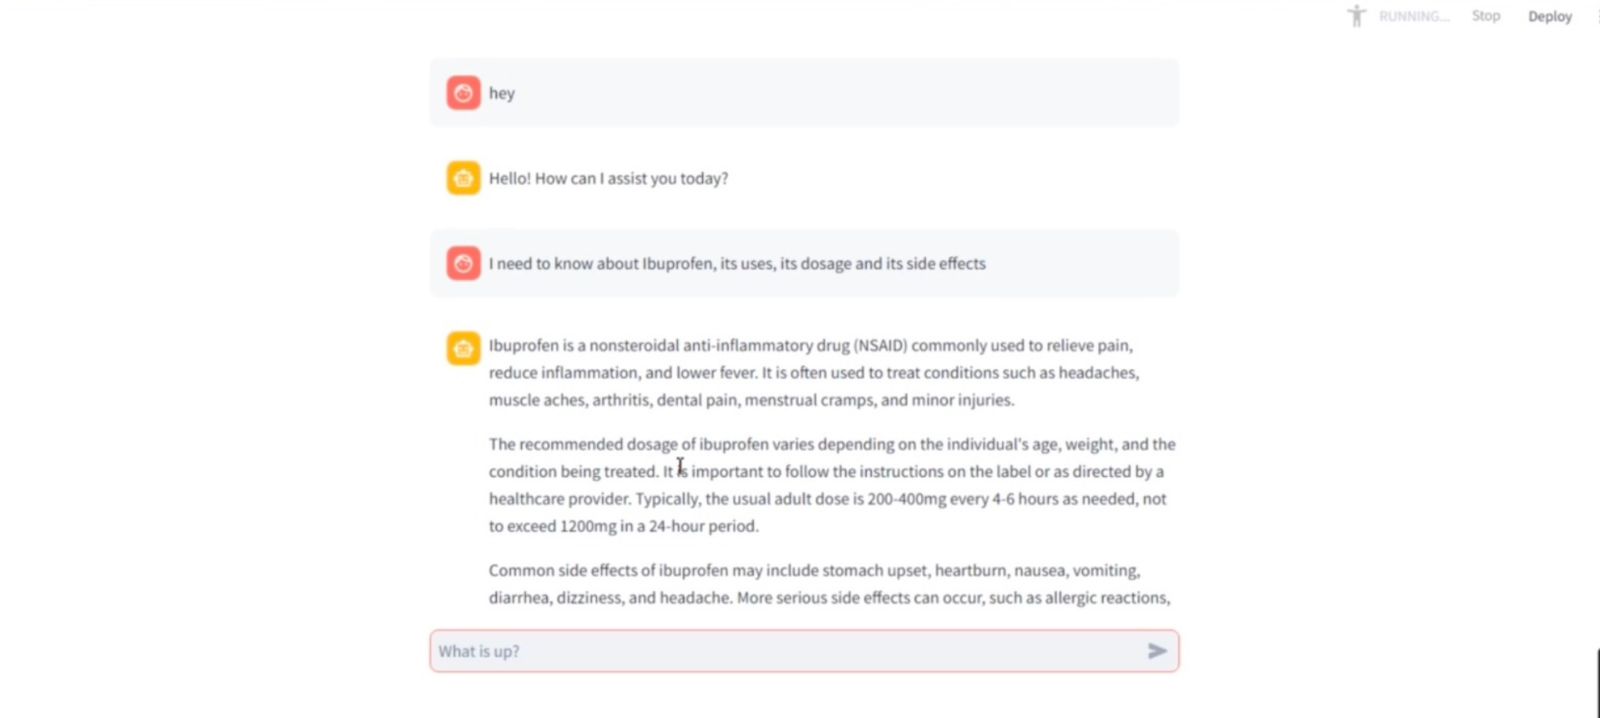 RUNNING... Stop Deploy
hey
Hello! How can I assist you today?
I need to know about Ibuprofen, its uses, its dosage and its side effects
Ibuprofen is a nonsteroidal anti-inflammatory drug (NSAID) commonly used to relieve pain,
reduce inflammation, and lower fever. It is often used to treat conditions such as headaches,
muscle aches, arthritis, dental pain, menstrual cramps, and minor injuries.
The recommended dosage of ibuprofen varies depending on the individual's age, weight, and the
condition being treated. It is important to follow the instructions on the label or as directed by a
healthcare provider. Typically, the usual adult dose is 200-400mg every 4-6 hours as needed, not
to exceed 1200mg in a 24-hour period.
Common side effects of ibuprofen may include stomach upset, heartburn, nausea, vomiting,
diarrhea, dizziness, and headache. More serious side effects can occur, such as allergic reactions,
What is up?